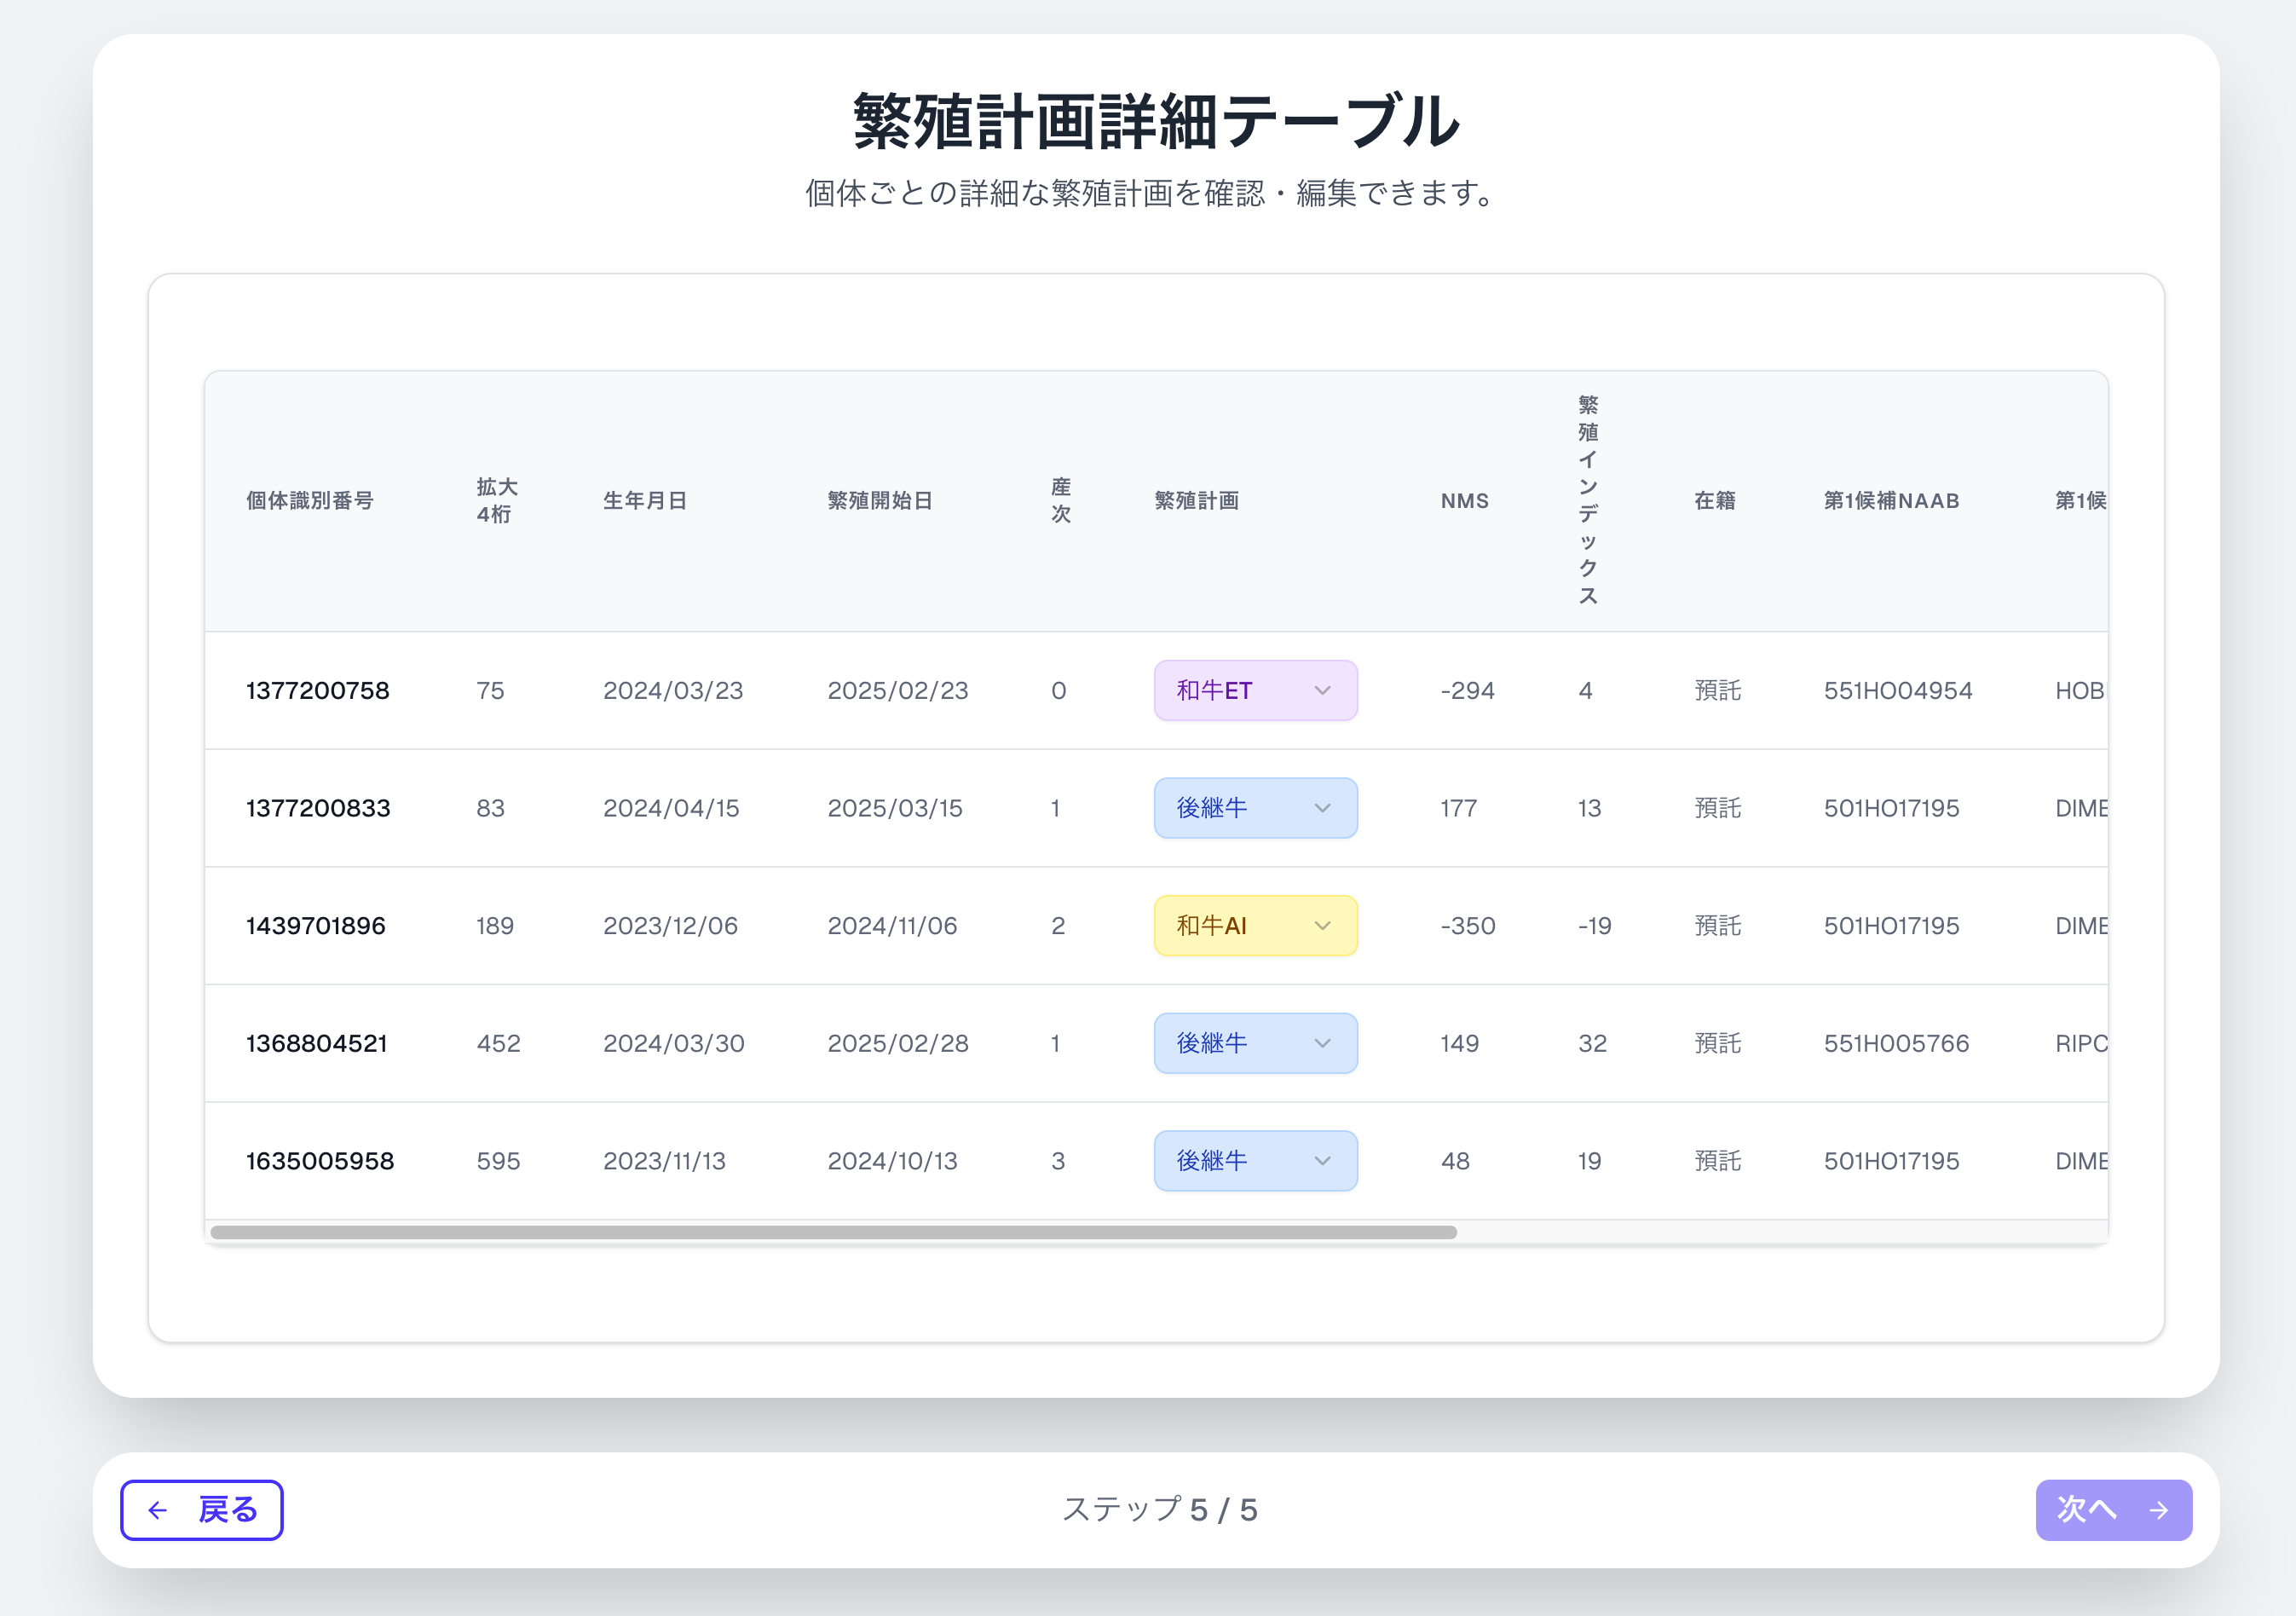 繁殖計画詳細テーブル
個体ごとの詳細な繁殖計画を確認・編集できます。
個体識別番号 拡大4桁 生年月日 繁殖開始日 産次 繁殖計画 NMS 繁殖インデックス 在籍 第1候補NAAB 第1候
1377200758 75 2024/03/23 2025/02/23 0 和牛ET -294 4 預託 551HO04954 HOB
1377200833 83 2024/04/15 2025/03/15 1 後継牛 177 13 預託 501HO17195 DIME
1439701896 189 2023/12/06 2024/11/06 2 和牛AI -350 -19 預託 501HO17195 DIME
1368804521 452 2024/03/30 2025/02/28 1 後継牛 149 32 預託 551HO05766 RIPC
1635005958 595 2023/11/13 2024/10/13 3 後継牛 48 19 預託 501HO17195 DIME
← 戻る ステップ 5 / 5 次へ →